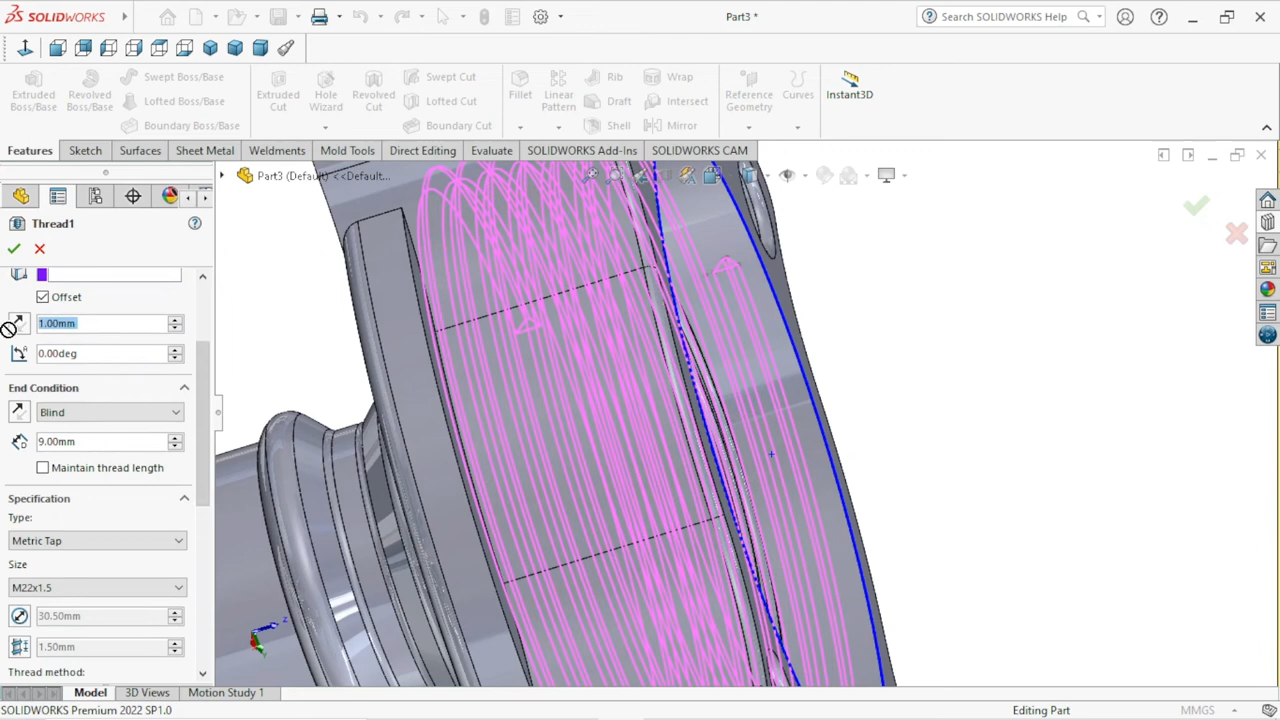 SOLIDWORKS
Part3 *
Search SOLIDWORKS Help
Extruded Boss/Base
Revolved Boss/Base
Swept Boss/Base
Lofted Boss/Base
Boundary Boss/Base
Extruded Cut
Hole Wizard
Revolved Cut
Swept Cut
Lofted Cut
Boundary Cut
Fillet
Linear Pattern
Rib
Draft
Shell
Wrap
Intersect
Mirror
Reference Geometry
Curves
Instant3D
Features Sketch Surfaces Sheet Metal Weldments Mold Tools Direct Editing Evaluate SOLIDWORKS Add-Ins SOLIDWORKS CAM
Part3 (Default) <<Default...
Thread1
Offset
1.00mm
0.00deg
End Condition
Blind
9.00mm
Maintain thread length
Specification
Type:
Metric Tap
Size
M22x1.5
30.50mm
1.50mm
Thread method:
z
Model 3D Views Motion Study 1
SOLIDWORKS Premium 2022 SP1.0
Editing Part
MMGS